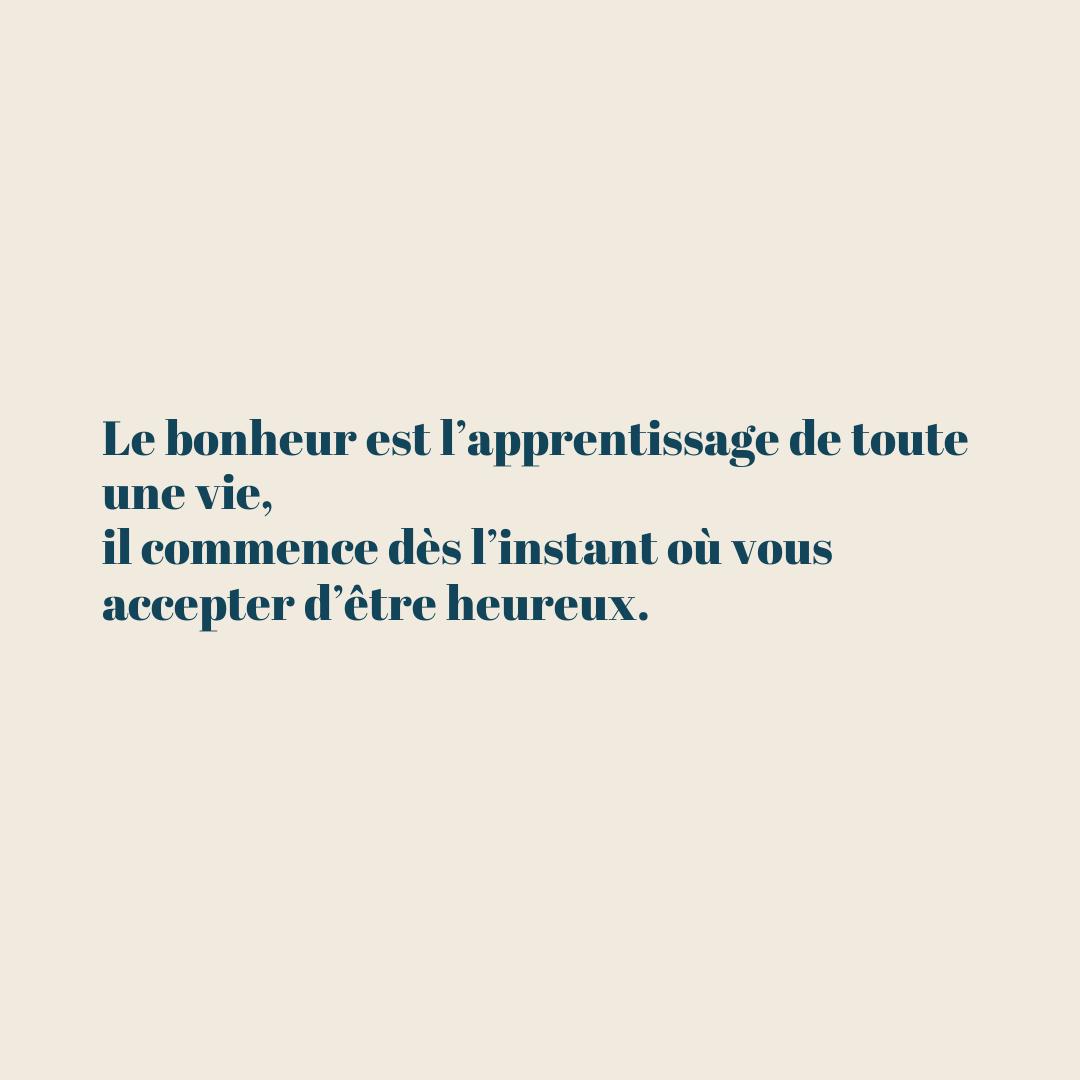 Le bonheur est l’apprentissage de toute
une vie,
il commence dès l’instant où vous
accepter d’être heureux.